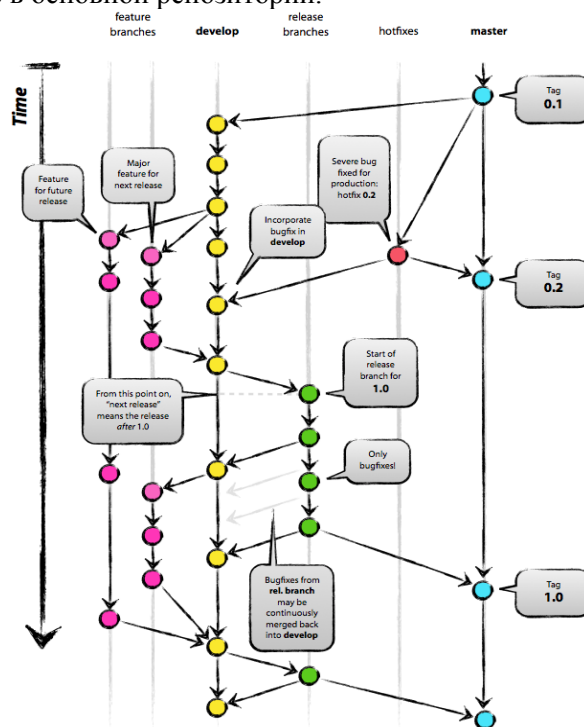 в основной репозитории.
feature
branches
develop
release
branches
hotfixes
master
Time
Tag
0.1
Major
feature for
next release
Severe bug
fixed for
production:
hotfix 0.2
Feature
for future
release
Incorporate
bugfix in
develop
Tag
0.2
Start of
release
branch for
1.0
From this point on,
“next release”
means the release
after 1.0
Only
bugfixes!
Bugfixes from
rel. branch
may be
continuously
merged back
into develop
Tag
1.0